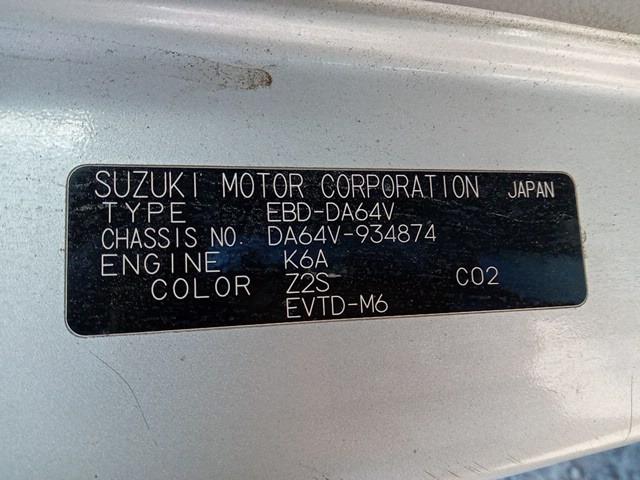 SUZUKI MOTOR CORPORATION JAPAN
TYPE EBD-DA64V
CHASSIS NO. DA64V-934874
ENGINE K6A
COLOR Z2S C02
EVTD-M6